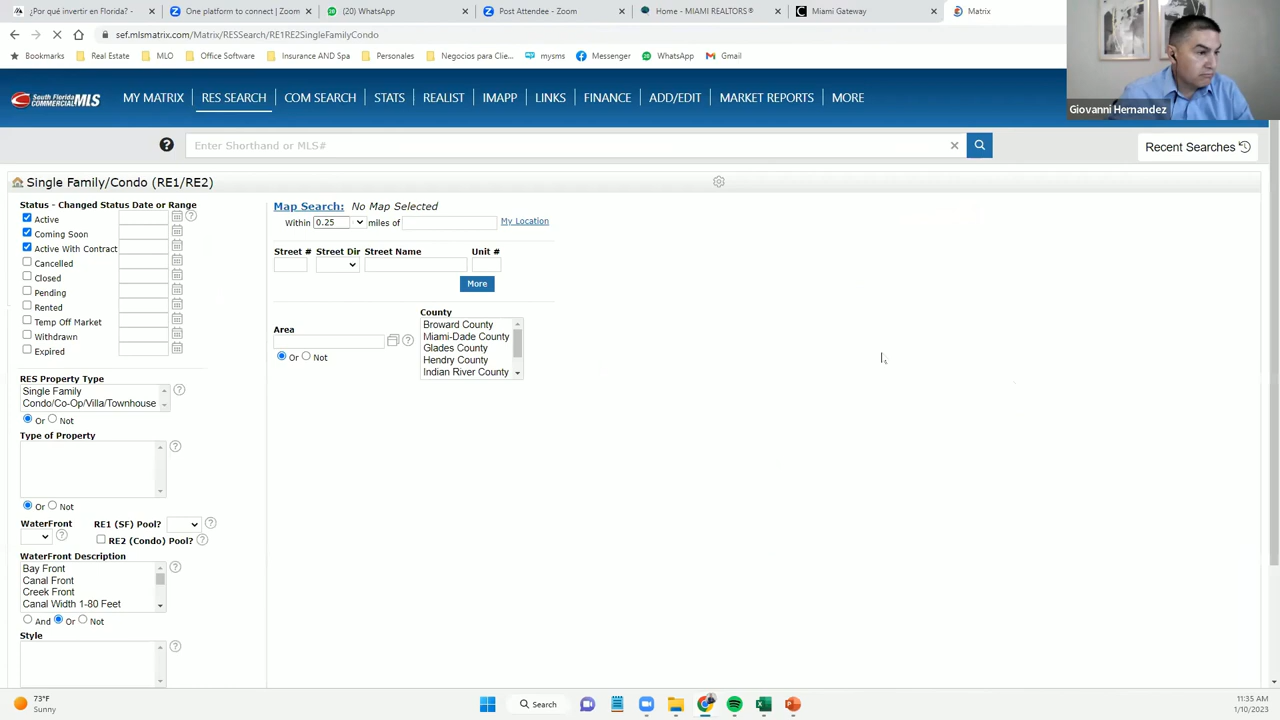 ¿Por qué invertir en Florida? -
One platform to connect | Zoom
(20) WhatsApp
Post Attendee - Zoom
Home - MIAMI REALTORS®
Miami Gateway
Matrix
sef.mlsmatrix.com/Matrix/RESSearch/RE1RE2SingleFamilyCondo
Bookmarks Real Estate MLO Office Software Insurance AND Spa Personales Negocios para Clie... mysms Messenger WhatsApp Gmail
Giovanni Hernandez
South Florida COMMERCIAL MLS
MY MATRIX RES SEARCH COM SEARCH STATS REALIST IMAPP LINKS FINANCE ADD/EDIT MARKET REPORTS MORE
Enter Shorthand or MLS#
Recent Searches
Single Family/Condo (RE1/RE2)
Status - Changed Status Date or Range
Active
Coming Soon
Active With Contract
Cancelled
Closed
Pending
Rented
Temp Off Market
Withdrawn
Expired
RES Property Type
Single Family
Condo/Co-Op/Villa/Townhouse
Or Not
Type of Property
Or Not
WaterFront RE1 (SF) Pool?
RE2 (Condo) Pool?
WaterFront Description
Bay Front
Canal Front
Creek Front
Canal Width 1-80 Feet
And Or Not
Style
Map Search: No Map Selected
Within 0.25 miles of My Location
Street # Street Dir Street Name Unit #
More
Area
Or Not
County
Broward County
Miami-Dade County
Glades County
Hendry County
Indian River County
73°F
Sunny
Search
11:35 AM
1/10/2023